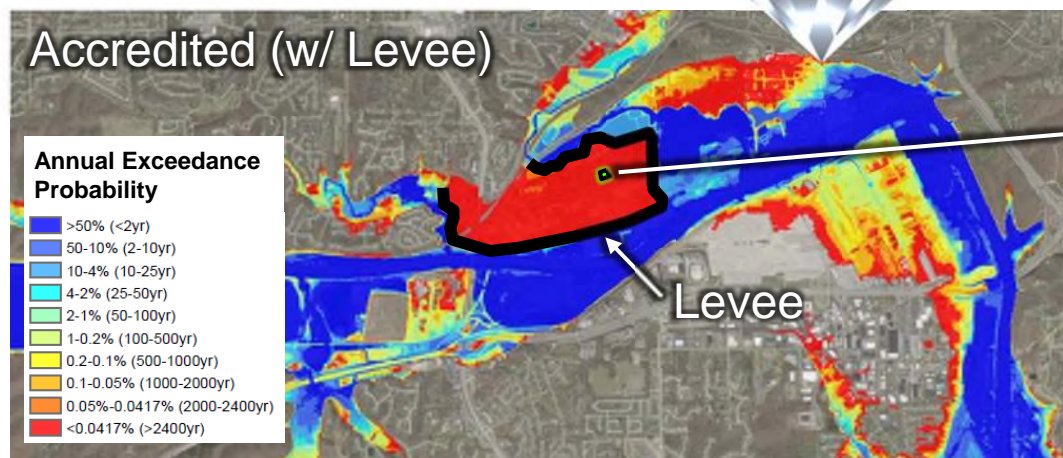 Accredited (w/ Levee)
Annual Exceedance
Probability
>50% (<2yr)
50-10% (2-10yr)
10-4% (10-25yr)
4-2% (25-50yr)
2-1% (50-100yr)
1-0.2% (100-500yr)
0.2-0.1% (500-1000yr)
0.1-0.05% (1000-2000yr)
0.05%-0.0417% (2000-2400yr)
<0.0417% (>2400yr)
Levee